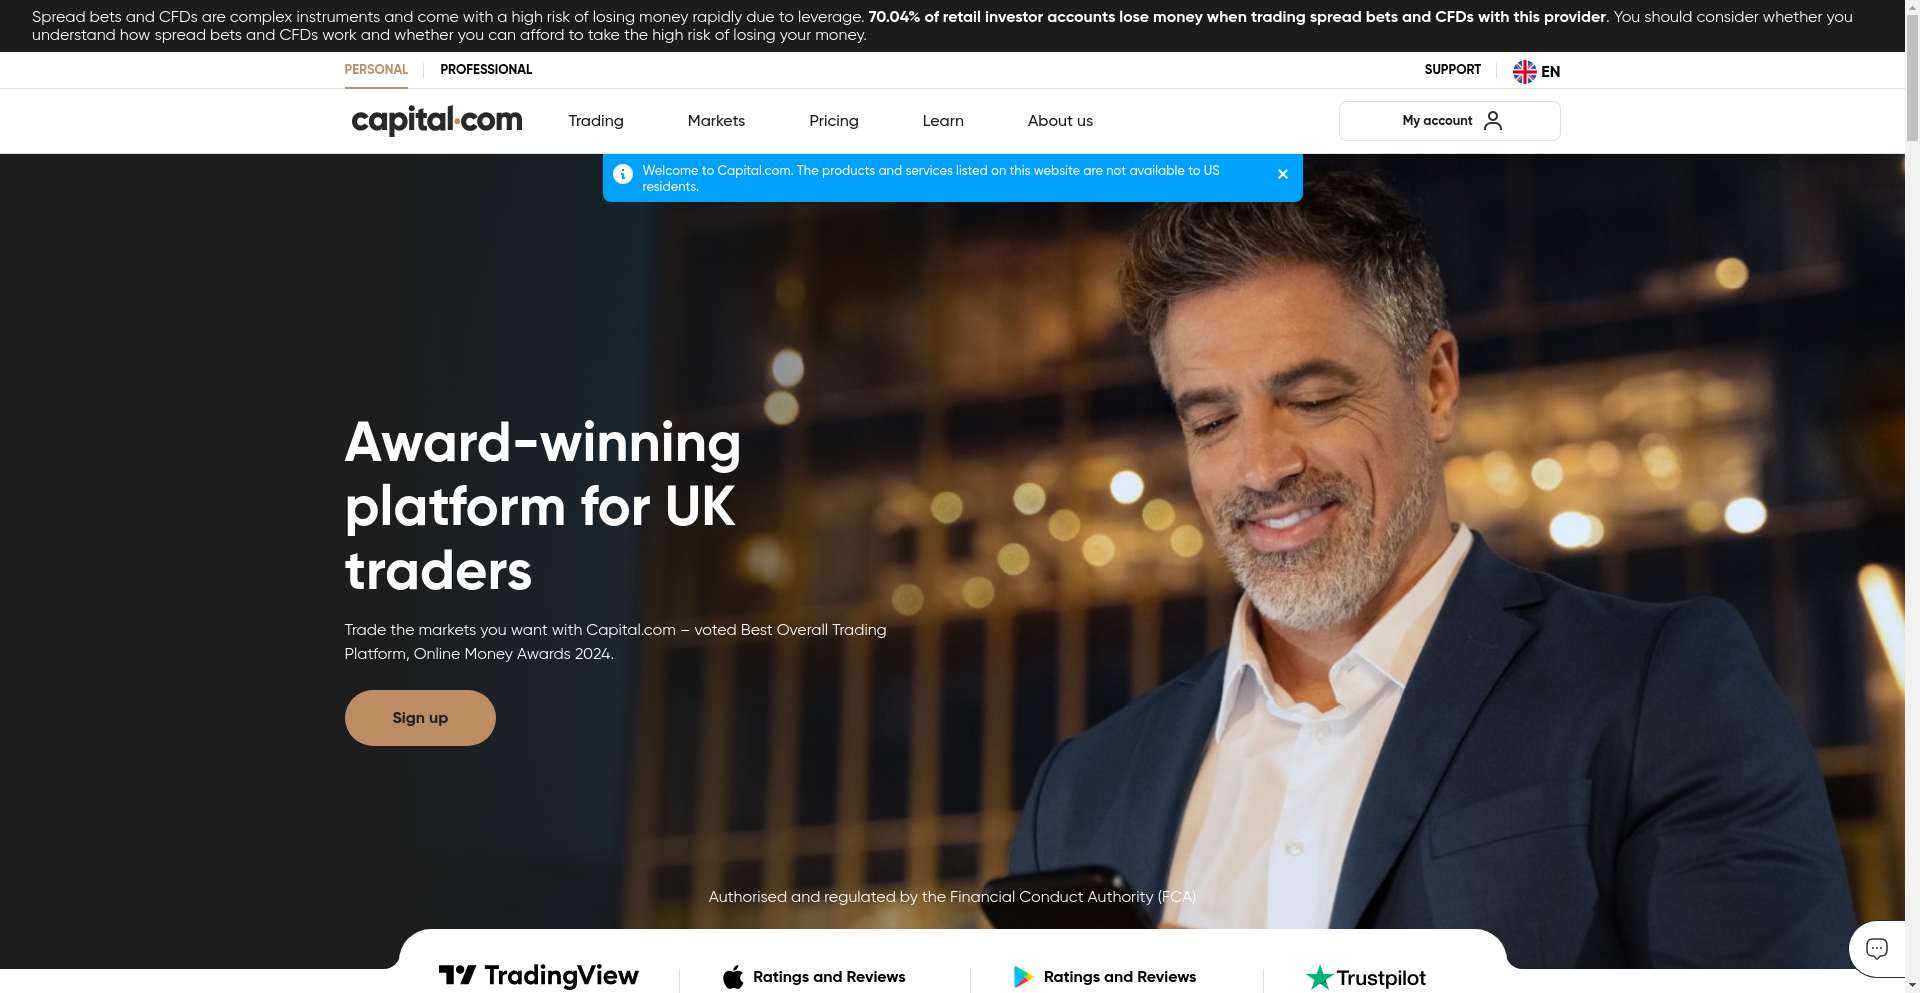 Spread bets and CFDs are complex instruments and come with a high risk of losing money rapidly due to leverage. 70.04% of retail investor accounts lose money when trading spread bets and CFDs with this provider. You should consider whether you
understand how spread bets and CFDs work and whether you can afford to take the high risk of losing your money.
PERSONAL
PROFESSIONAL
SUPPORT
EN
capital.com
Trading
Markets
Pricing
Learn
About us
My account
Welcome to Capital.com. The products and services listed on this website are not available to US
residents.
Award-winning
platform for UK
traders
Trade the markets you want with Capital.com – voted Best Overall Trading
Platform, Online Money Awards 2024.
Sign up
Authorised and regulated by the Financial Conduct Authority (FCA)
TradingView
Ratings and Reviews
Ratings and Reviews
Trustpilot